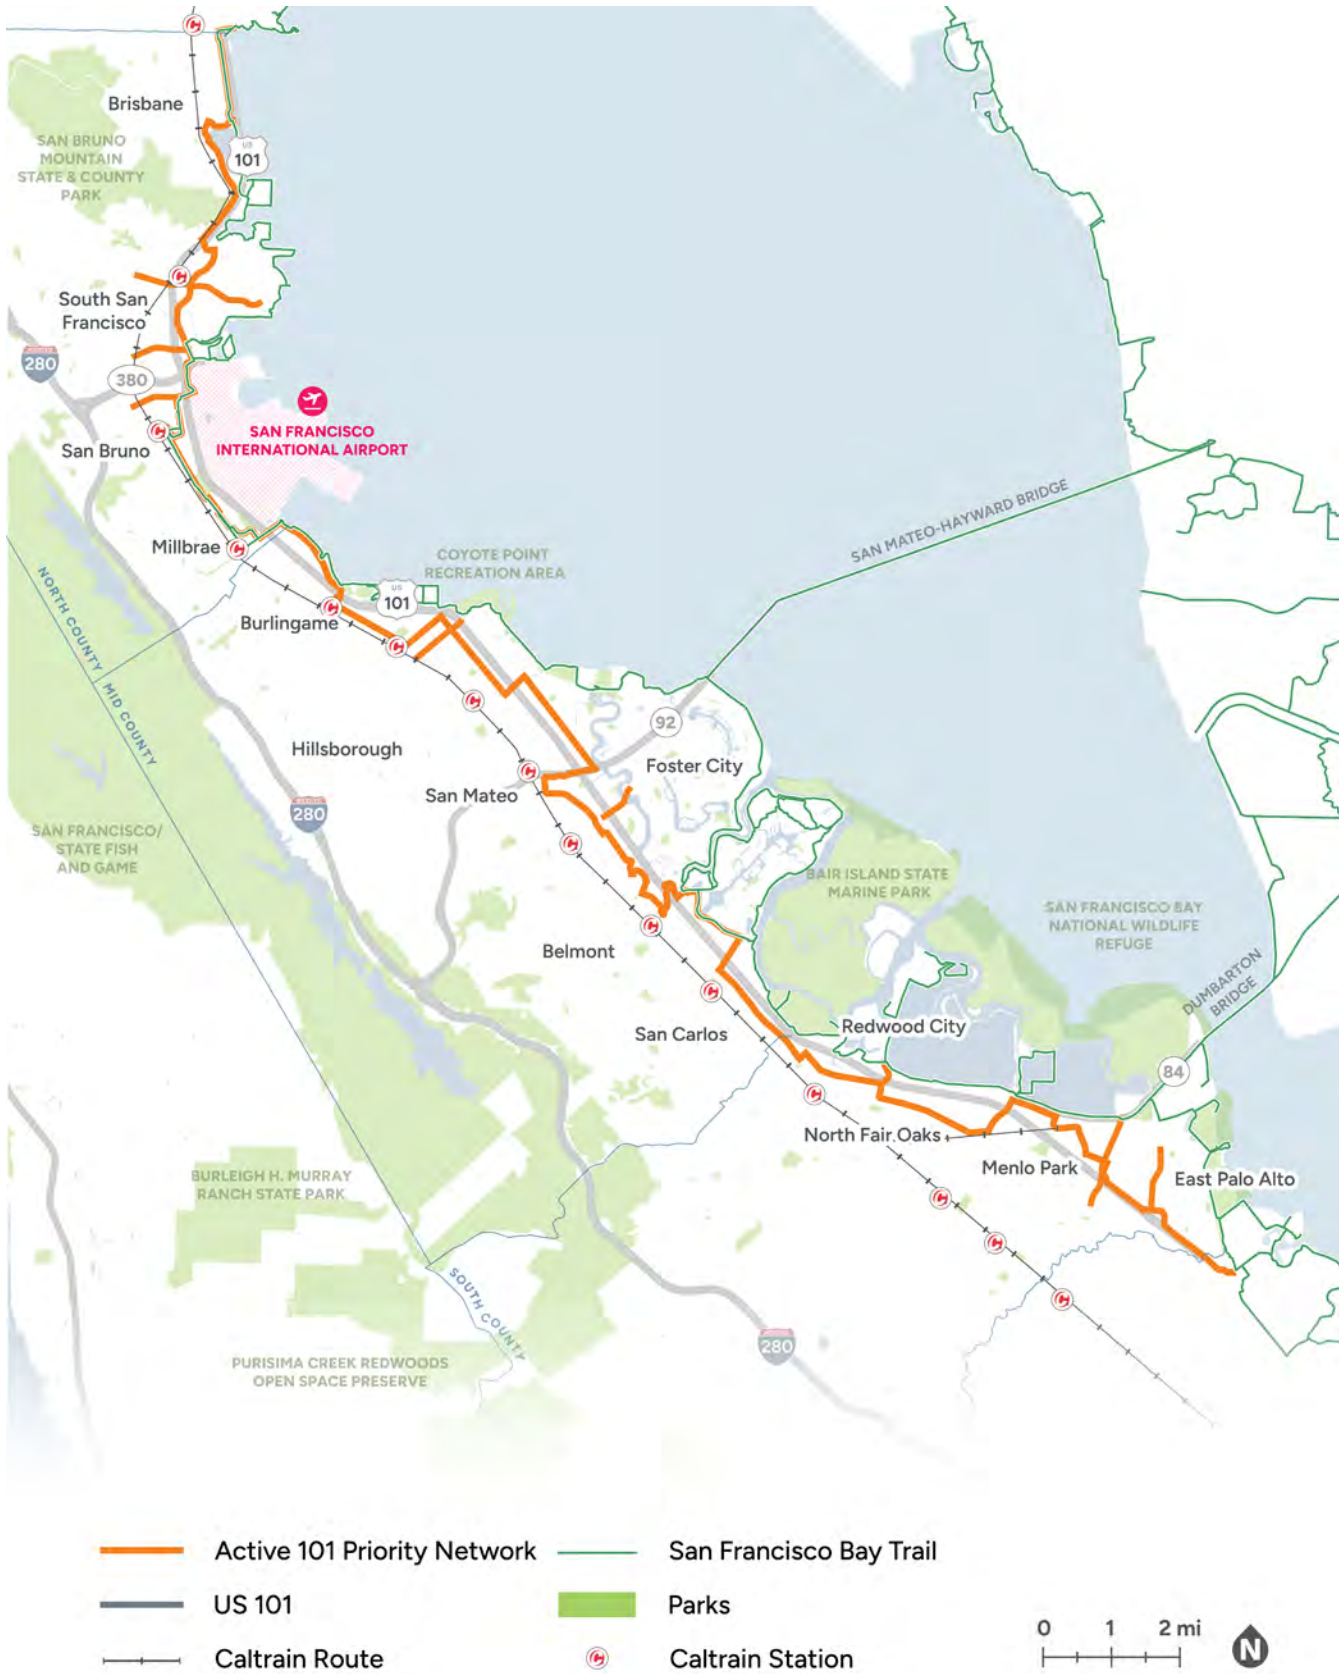 Brisbane
SAN BRUNO
MOUNTAIN
STATE & COUNTY
PARK
US
101
South San
Francisco
280
380
SAN FRANCISCO
INTERNATIONAL AIRPORT
San Bruno
Millbrae
COYOTE POINT
RECREATION AREA
SAN MATEO-HAYWARD BRIDGE
US
101
Burlingame
NORTH COUNTY
MID COUNTY
92
Hillsborough
Foster City
San Mateo
280
SAN FRANCISCO/
STATE FISH
AND GAME
BAIR ISLAND STATE
MARINE PARK
SAN FRANCISCO BAY
NATIONAL WILDLIFE
REFUGE
Belmont
DUMBARTON
BRIDGE
San Carlos
Redwood City
84
North Fair Oaks
Menlo Park
East Palo Alto
BURLEIGH H. MURRAY
RANCH STATE PARK
SOUTH COUNTY
280
PURISIMA CREEK REDWOODS
OPEN SPACE PRESERVE
Active 101 Priority Network
San Francisco Bay Trail
US 101
Parks
Caltrain Route
Caltrain Station
0 1 2 mi
N